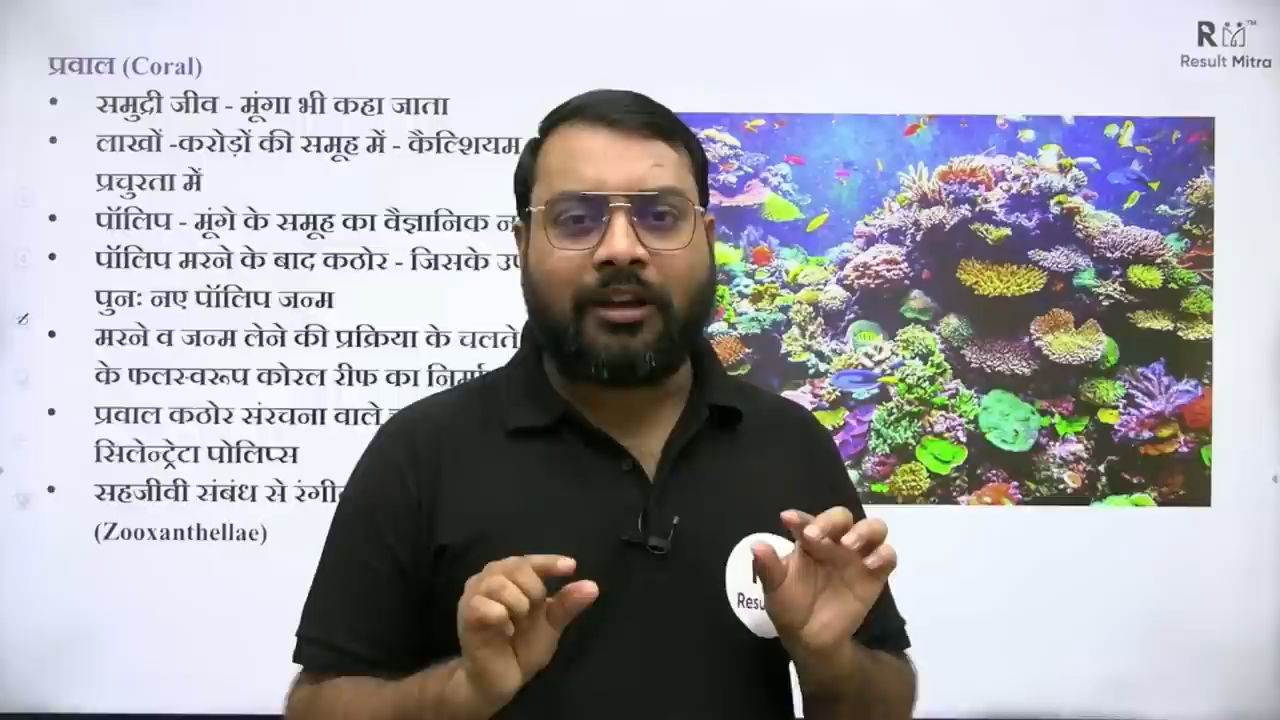 प्रवाल (Coral)
• समुद्री जीव - मूंगा भी कहा जाता
• लाखों -करोड़ों की समूह में - कैल्शियम
प्रचुरता में
• पॉलिप - मूंगे के समूह का वैज्ञानिक
• पॉलिप मरने के बाद कठोर - जिसके
पुनः नए पॉलिप जन्म
• मरने व जन्म लेने की प्रक्रिया के चलते
के फलस्वरूप कोरल रीफ का
• प्रवाल कठोर संरचना वाले
सिलेन्ट्रेटा पोलिप्स
• सहजीवी संबंध से
(Zooxanthellae)
R
Result Mitra
TM